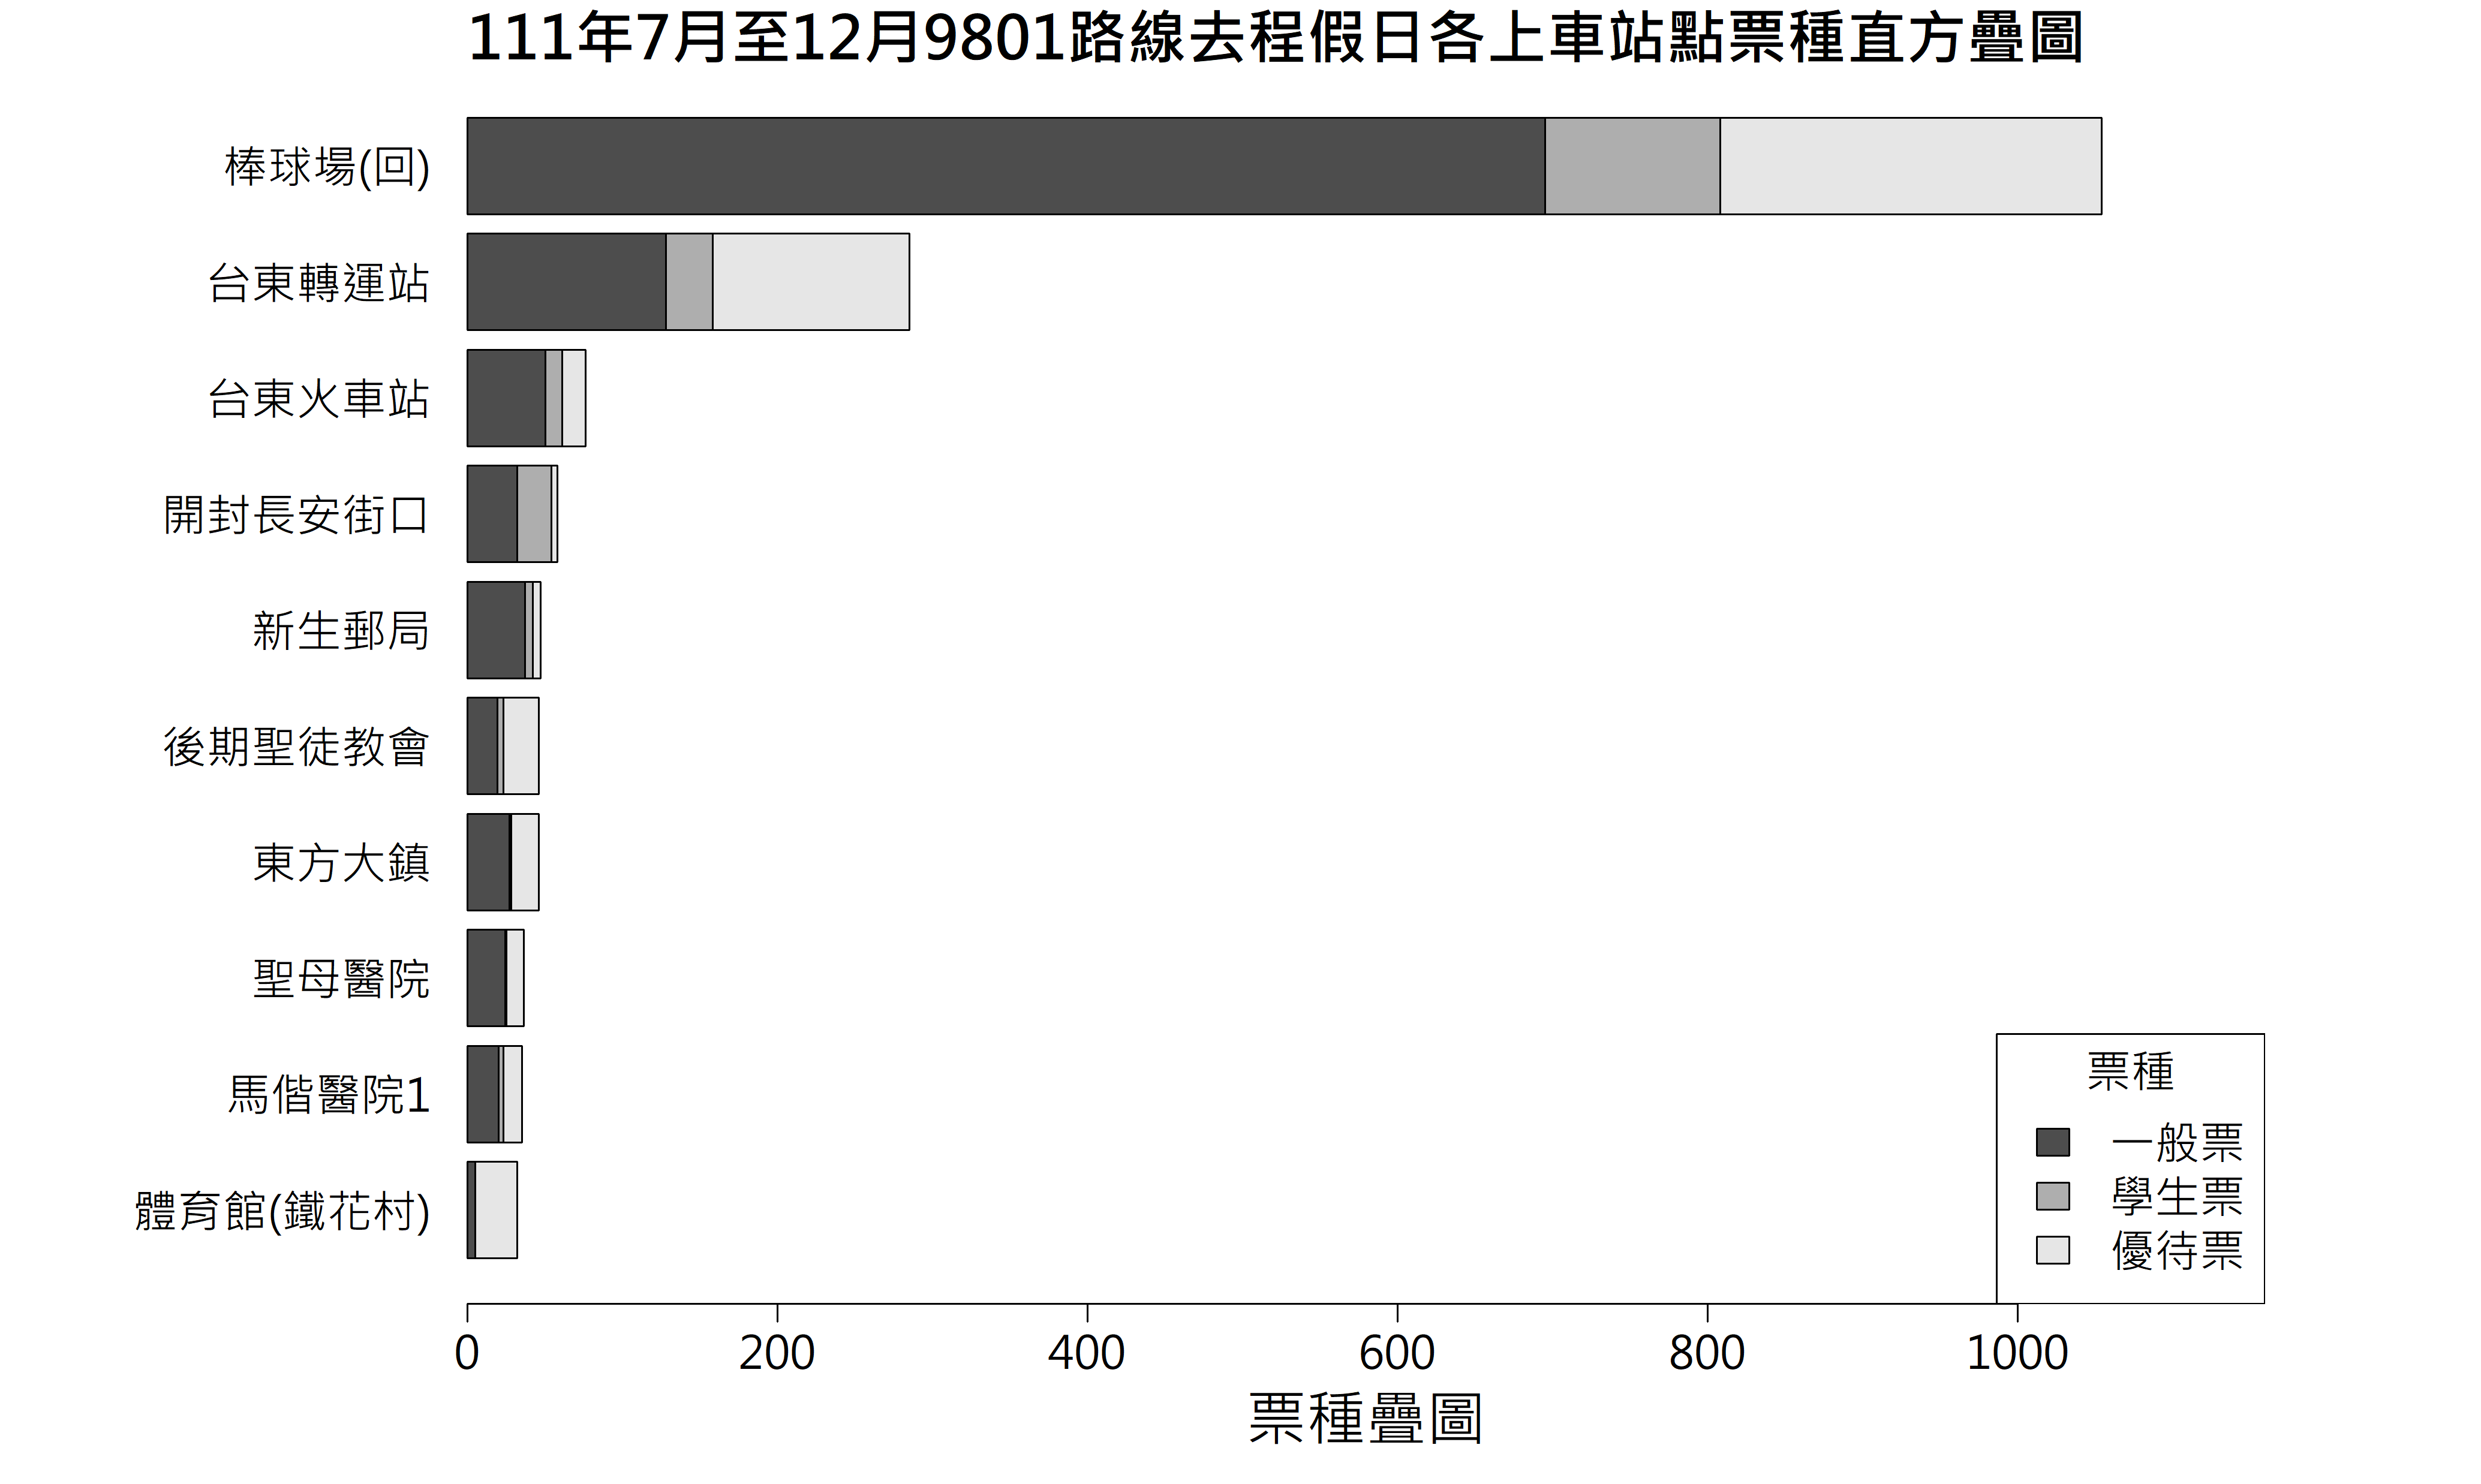 111年7月至12月9801路線去程假日各上車站點票種直方疊圖
棒球場(回)
台東轉運站
台東火車站
開封長安街口
新生郵局
後期聖徒教會
東方大鎮
聖母醫院
馬偕醫院1
體育館(鐵花村)
票種
一般票
學生票
優待票
0 200 400 600 800 1000
票種疊圖